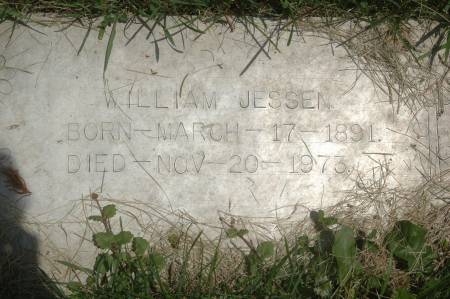 WILLIAM JESSEN
BORN-MARCH-17-1891
DIED-NOV-20-1973